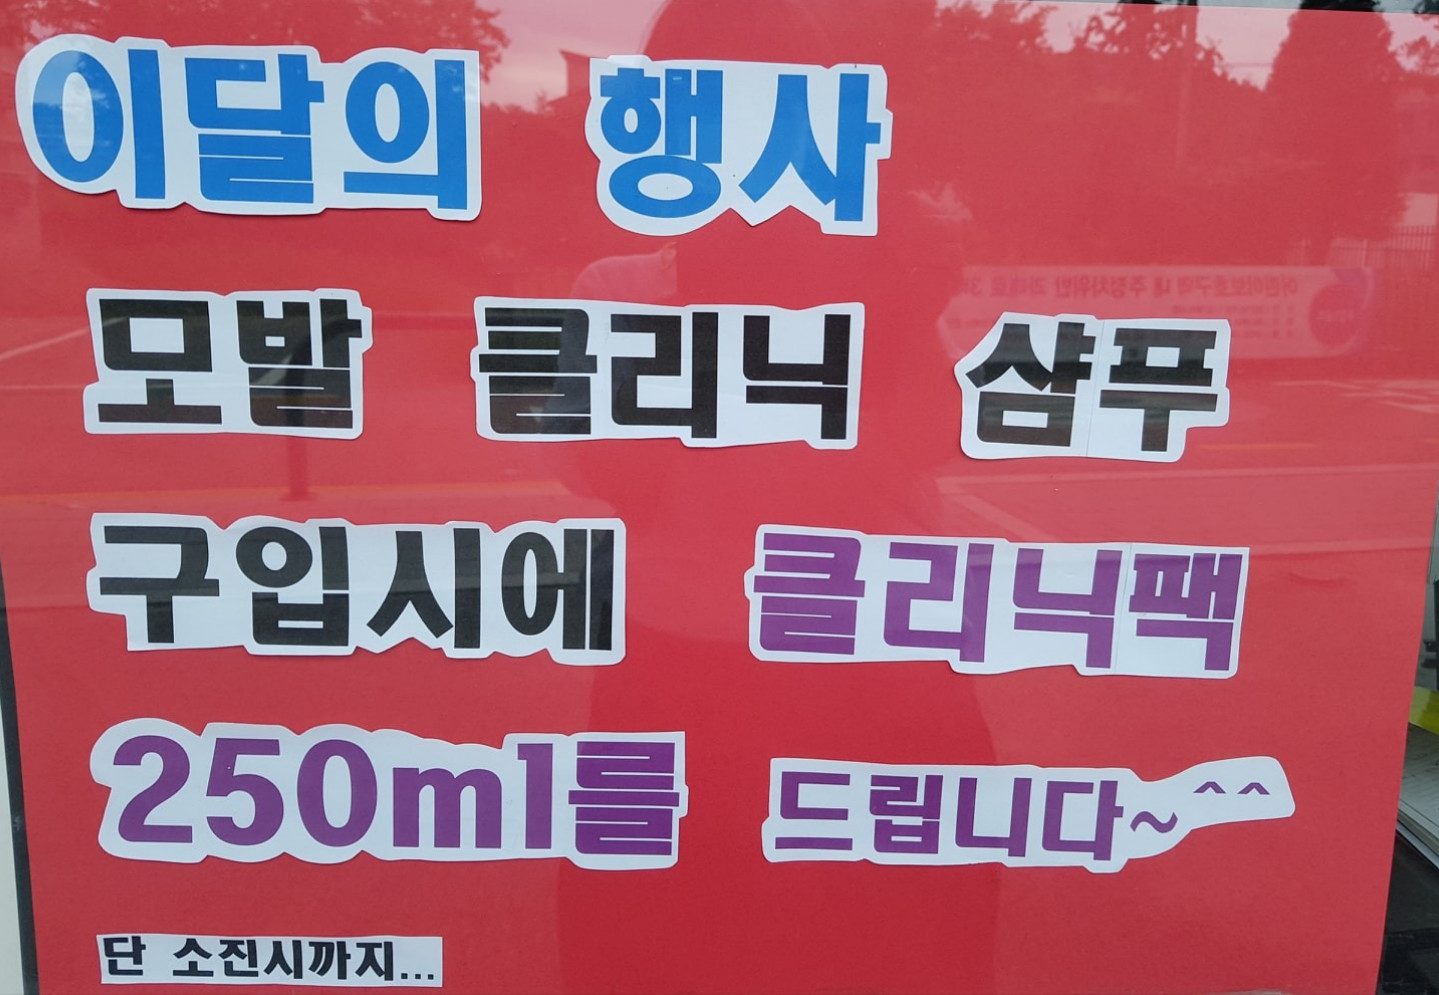 이달의 행사
모발 클리닉 샴푸
구입시에 클리닉팩
250ml를 드립니다~^^
단 소진시까지...